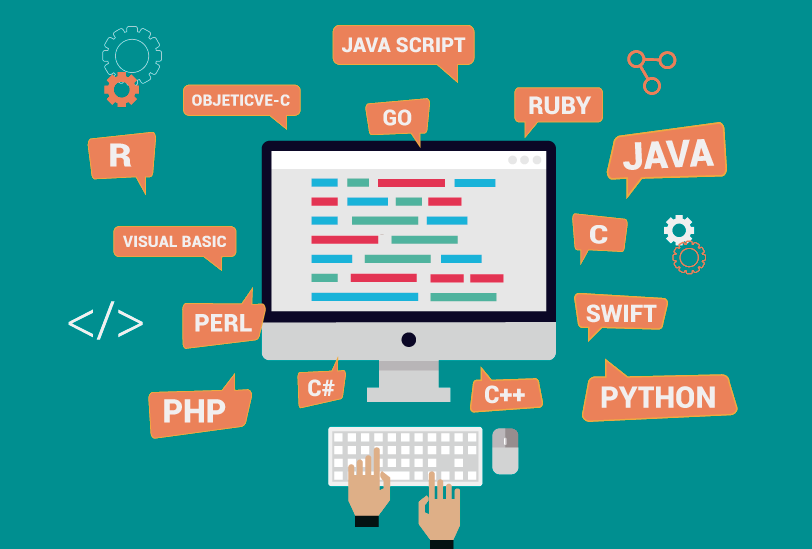 JAVA SCRIPT
OBJETICVE-C
GO
RUBY
R
JAVA
VISUAL BASIC
C
</>
PERL
SWIFT
C#
C++
PHP
PYTHON